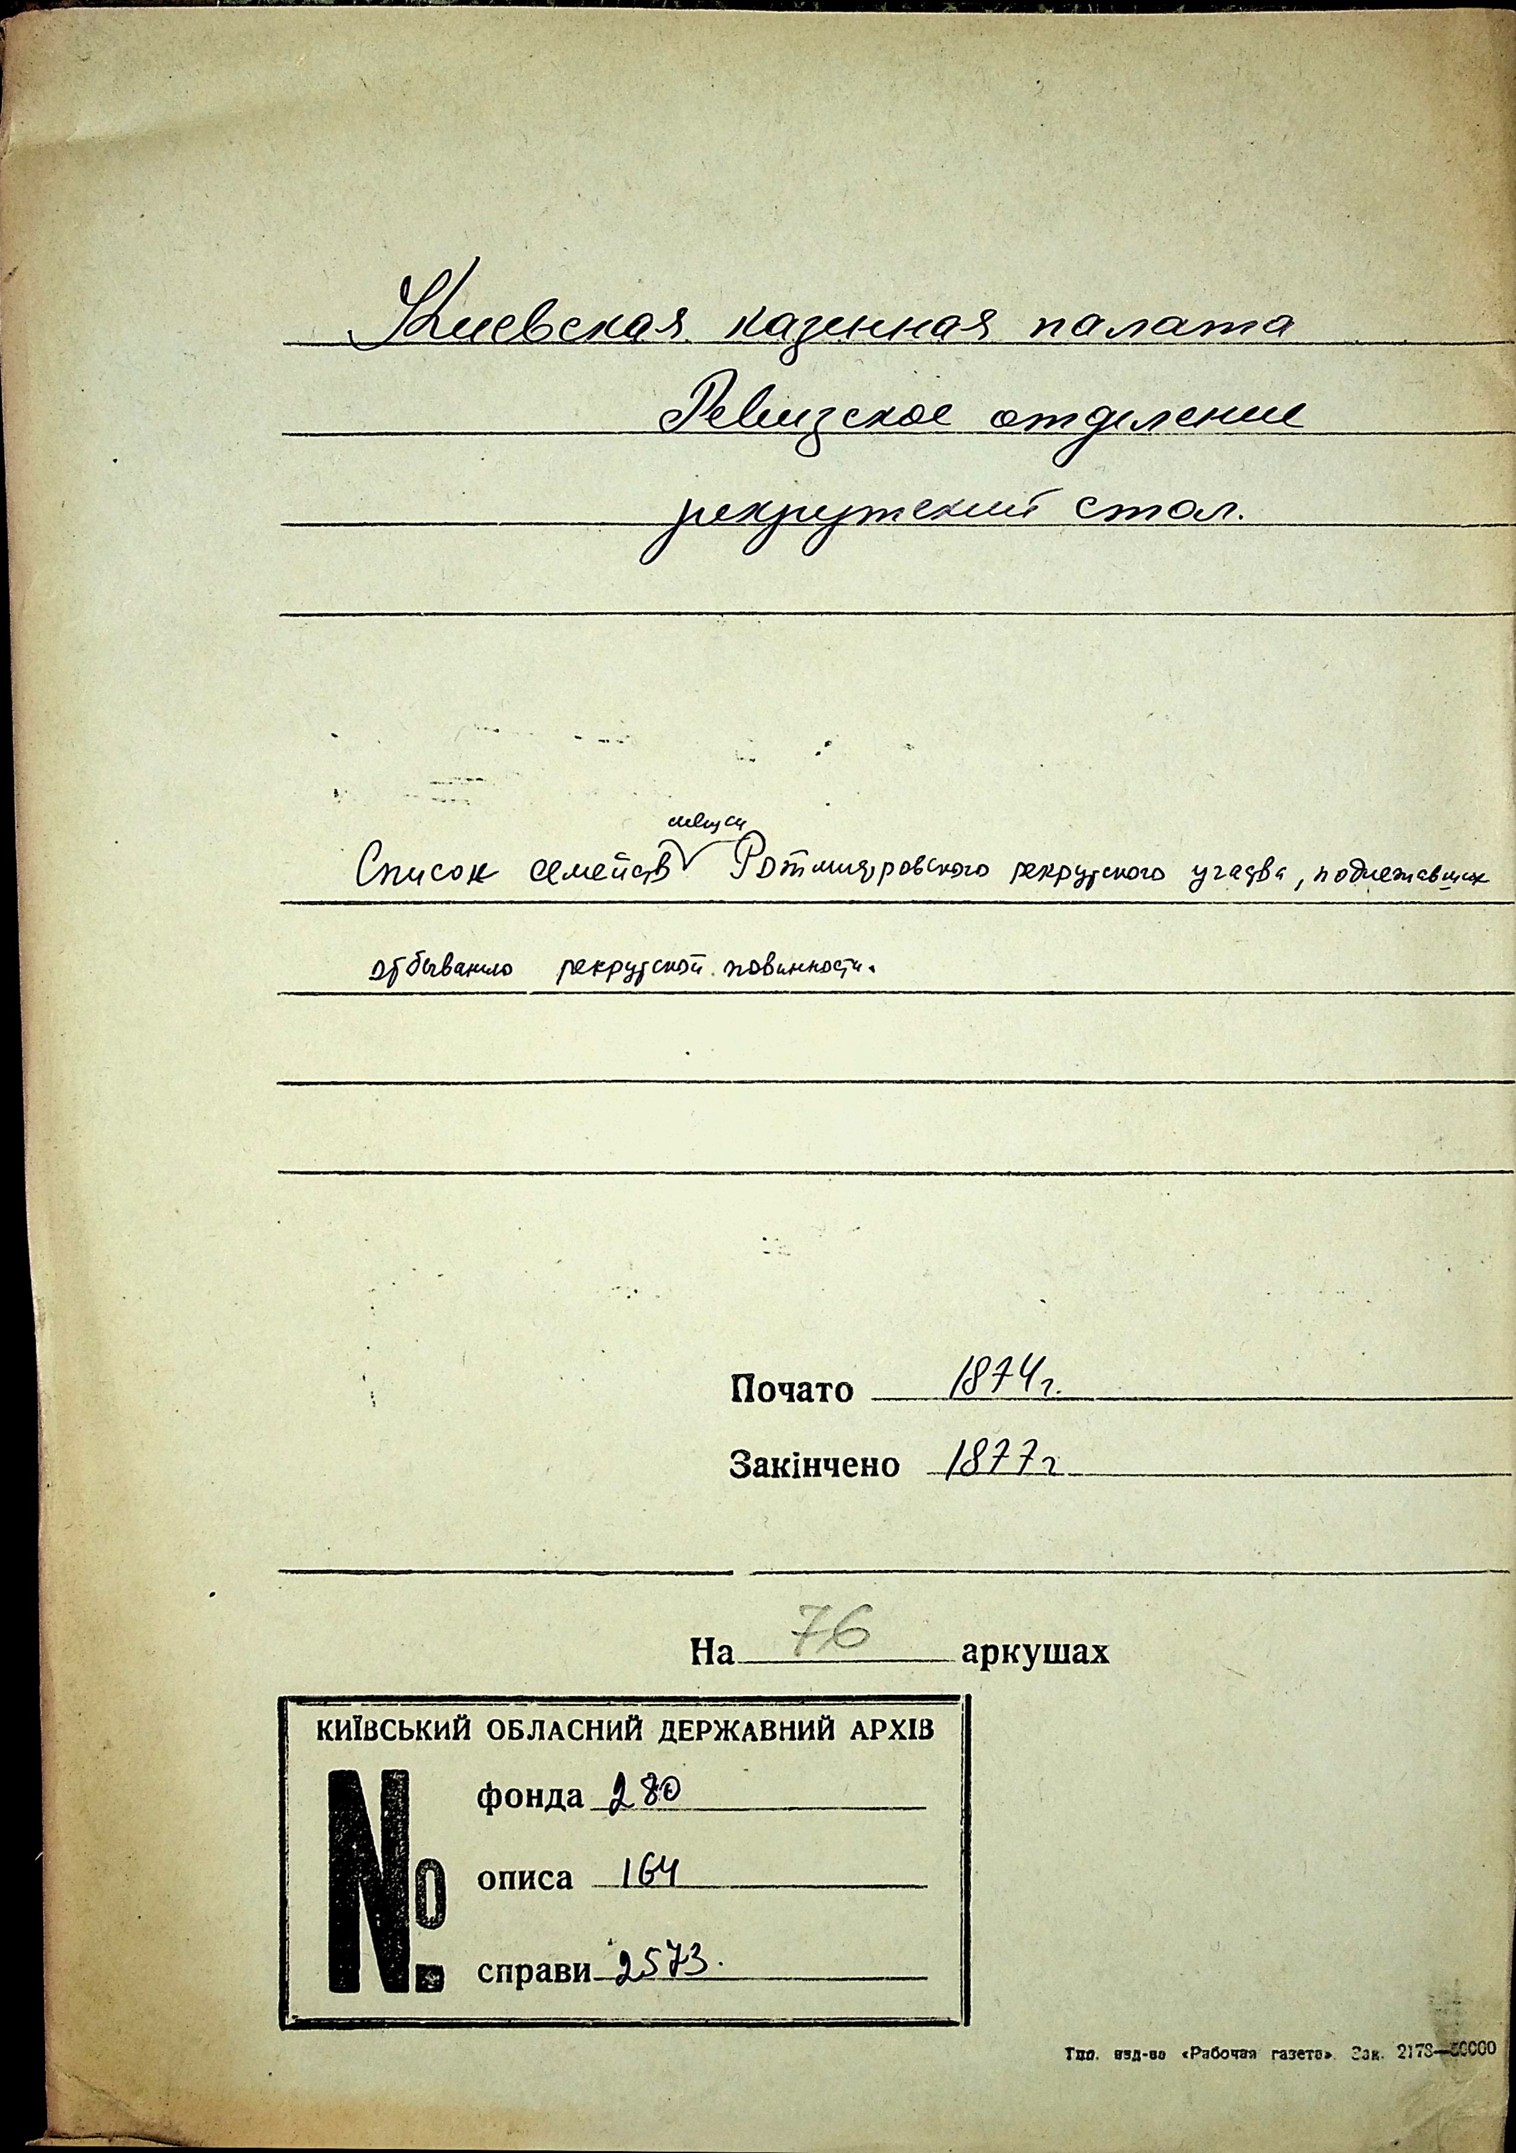 Киевская казенная палата
Ревизское отделение
рекрутский стол.
мещан
Список семейств Ротмистровского рекрутского участка, подлежавших
отбыванию рекрутской повинности.
Почато 1874 г.
Закінчено 1877 г
На 76 аркушах
КИЇВСЬКИЙ ОБЛАСНИЙ ДЕРЖАВНИЙ АРХІВ
№
фонда 280
описа 164
справи 2573.
Тип. изд-ва «Рабочая газета». Зак. 2178—50000